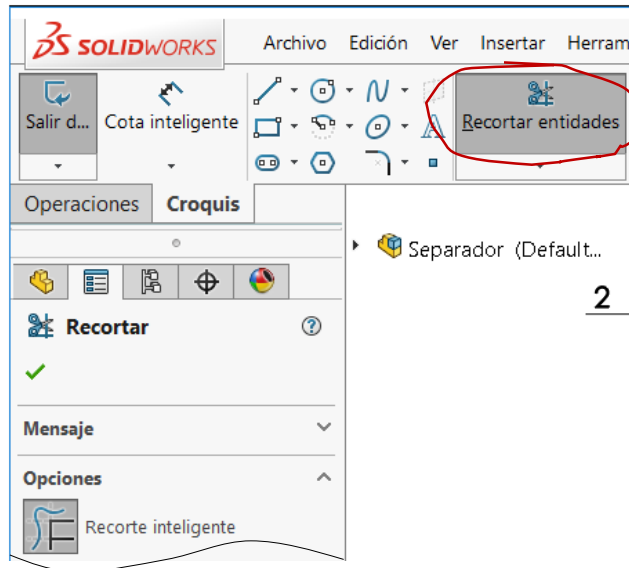 SOLIDWORKS
Archivo Edición Ver Insertar Herram
Salir d...
Cota inteligente
Recortar entidades
Operaciones
Croquis
Separador (Default...
2
Recortar
Mensaje
Opciones
Recorte inteligente